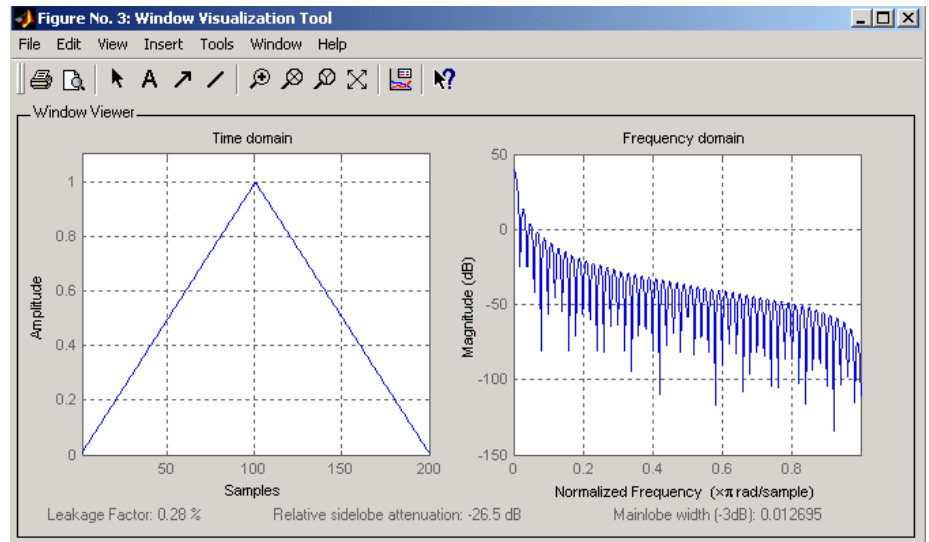 Figure No. 3: Window Visualization Tool
File Edit View Insert Tools Window Help
A
Window Viewer
Time domain
Frequency domain
1
0.8
0.6
0.4
0.2
0
Amplitude
50 100 150 200
Samples
50
0
-50
-100
-150
Magnitude (dB)
0 0.2 0.4 0.6 0.8
Normalized Frequency (×π rad/sample)
Leakage Factor: 0.28 %
Relative sidelobe attenuation: -26.5 dB
Mainlobe width (-3dB): 0.012695